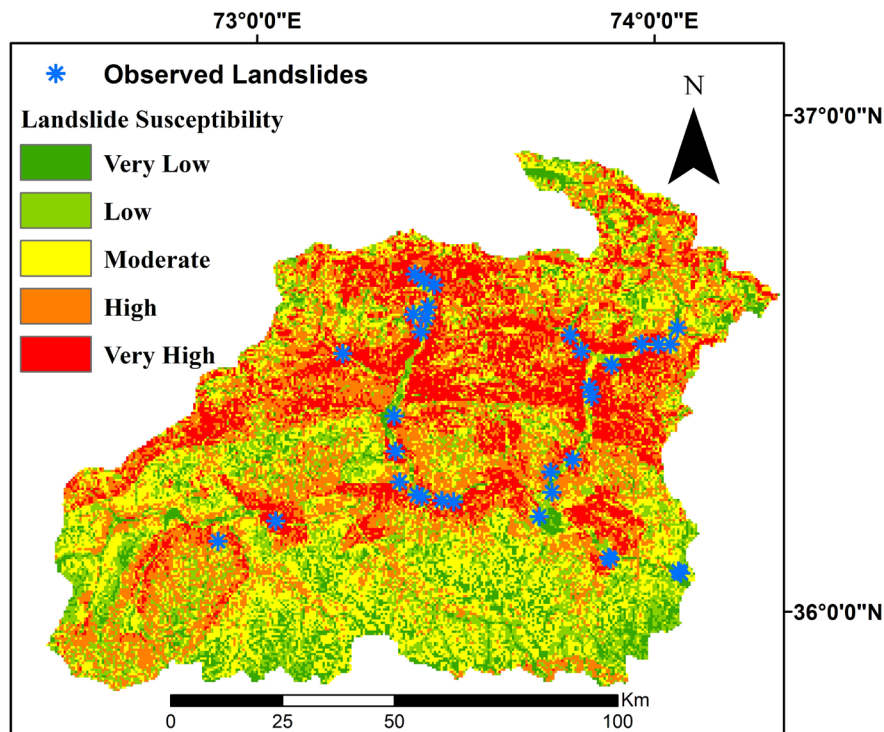 73°0'0"E
74°0'0"E
Observed Landslides
N
Landslide Susceptibility
37°0'0"N
Very Low
Low
Moderate
High
Very High
36°0'0"N
Km
0 25 50 100